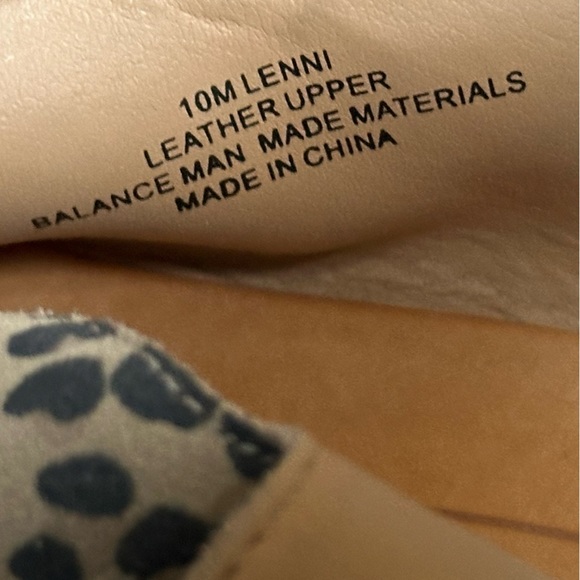 10M LENNI
LEATHER UPPER
BALANCE MAN MADE MATERIALS
MADE IN CHINA